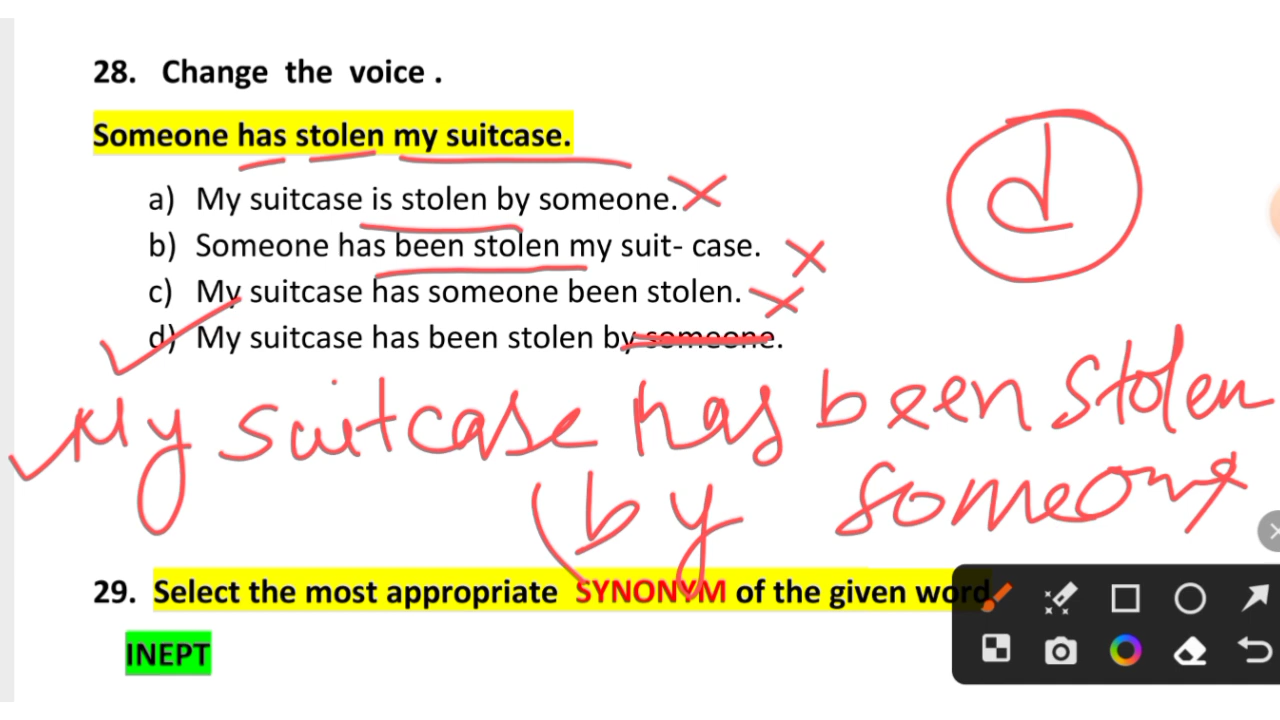 28. Change the voice .
Someone has stolen my suitcase.
a) My suitcase is stolen by someone.
b) Someone has been stolen my suit- case.
c) My suitcase has someone been stolen.
d) My suitcase has been stolen by someone.
d
My suitcase has been stolen
by someone
29. Select the most appropriate SYNONYM of the given word
INEPT